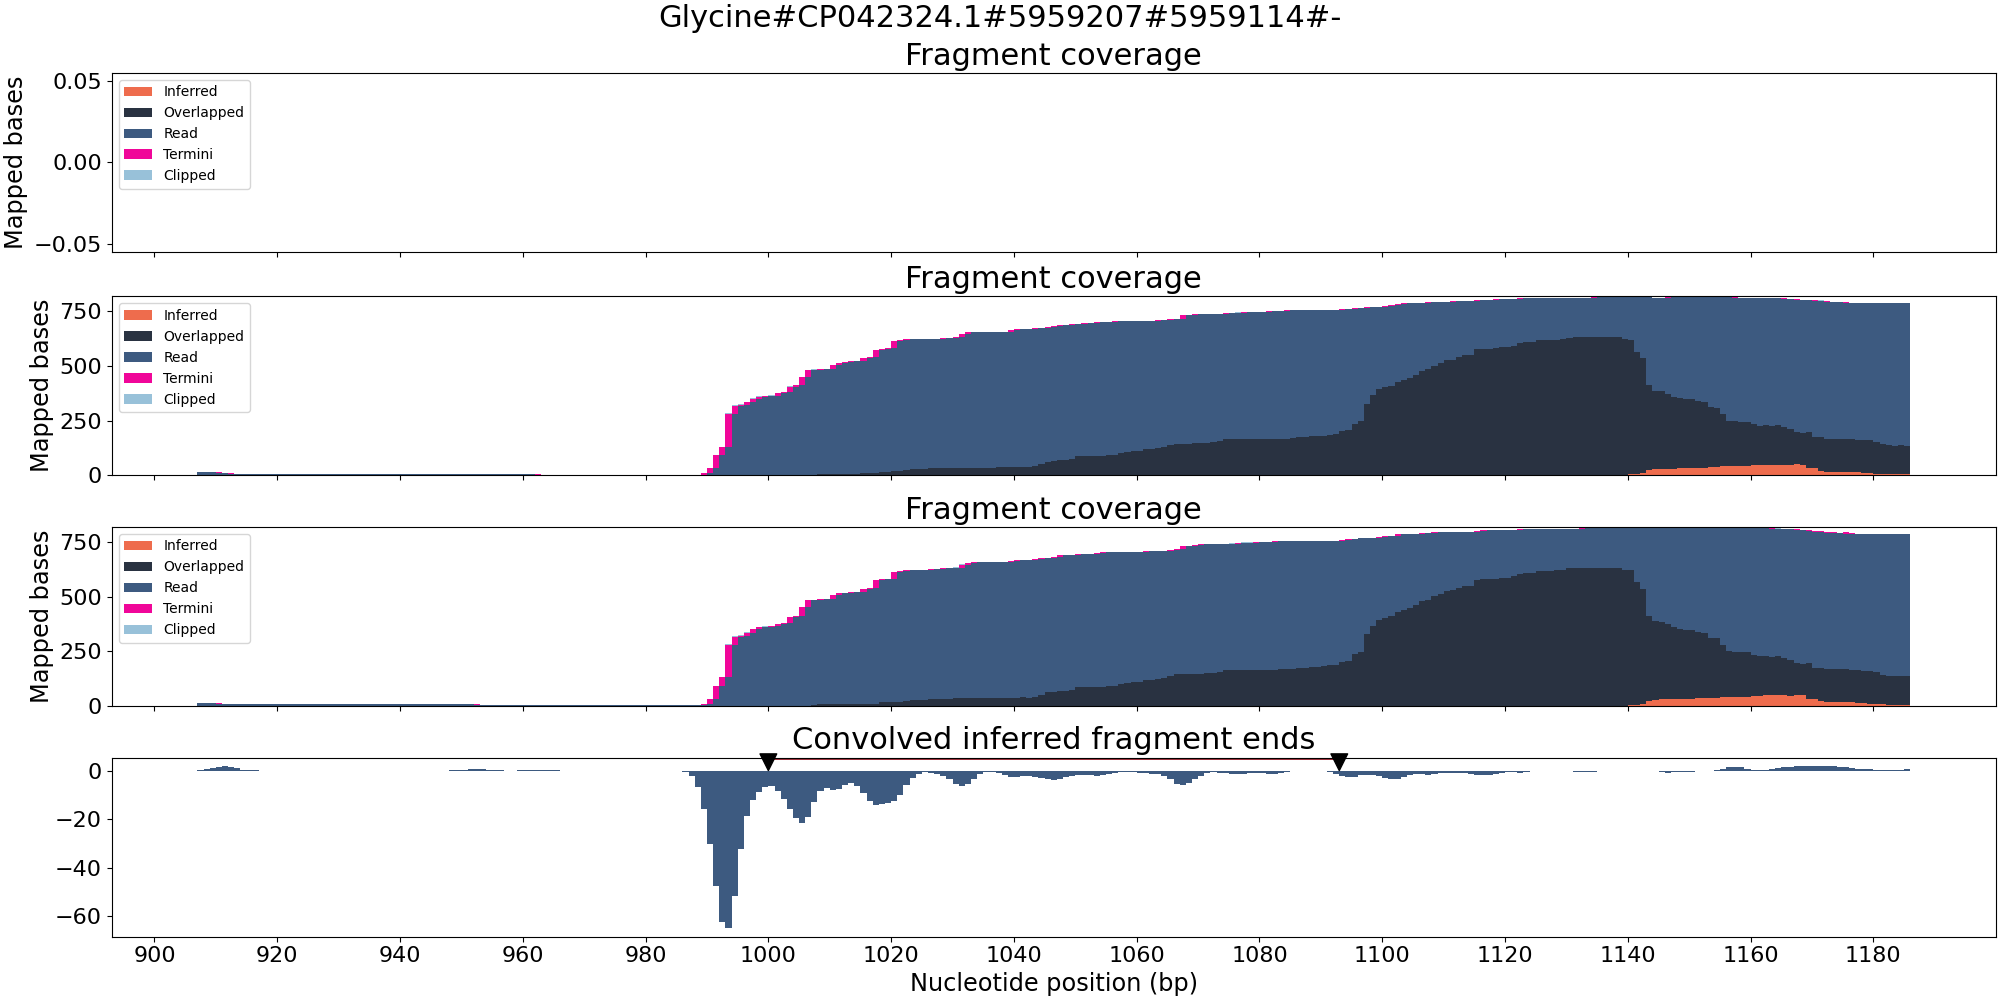 Glycine#CP042324.1#5959207#5959114#-
Fragment coverage
Mapped bases
0.05
0.00
−0.05
Inferred
Overlapped
Read
Termini
Clipped
Fragment coverage
Mapped bases
750
500
250
0
Inferred
Overlapped
Read
Termini
Clipped
Fragment coverage
Mapped bases
750
500
250
0
Inferred
Overlapped
Read
Termini
Clipped
Convolved inferred fragment ends
0
−20
−40
−60
900 920 940 960 980 1000 1020 1040 1060 1080 1100 1120 1140 1160 1180
Nucleotide position (bp)